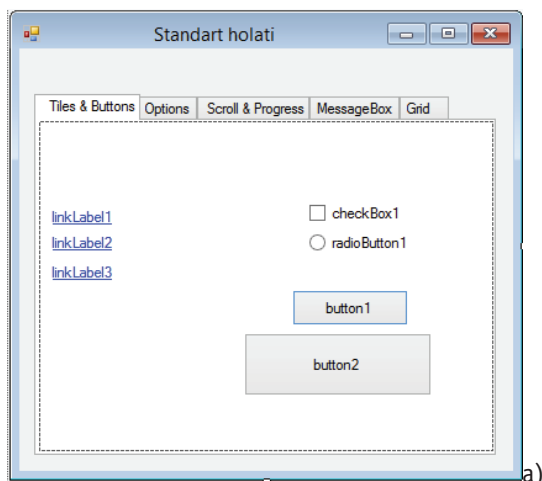 Standart holati
Tiles & Buttons Options Scroll & Progress MessageBox Grid
linkLabel1 checkBox1
linkLabel2 radioButton1
linkLabel3
button1
button2
a)